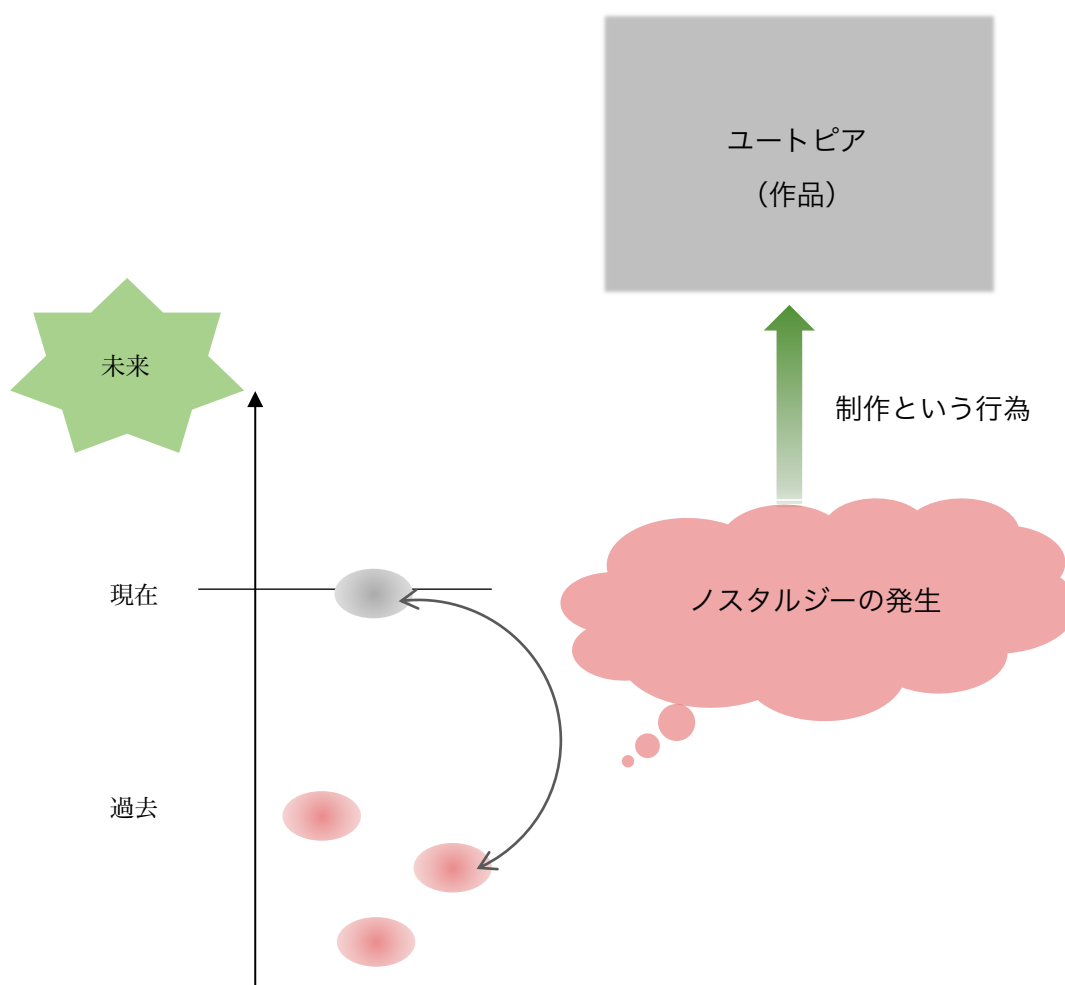 ユートピア
（作品）
未来
制作という行為
現在
ノスタルジーの発生
過去